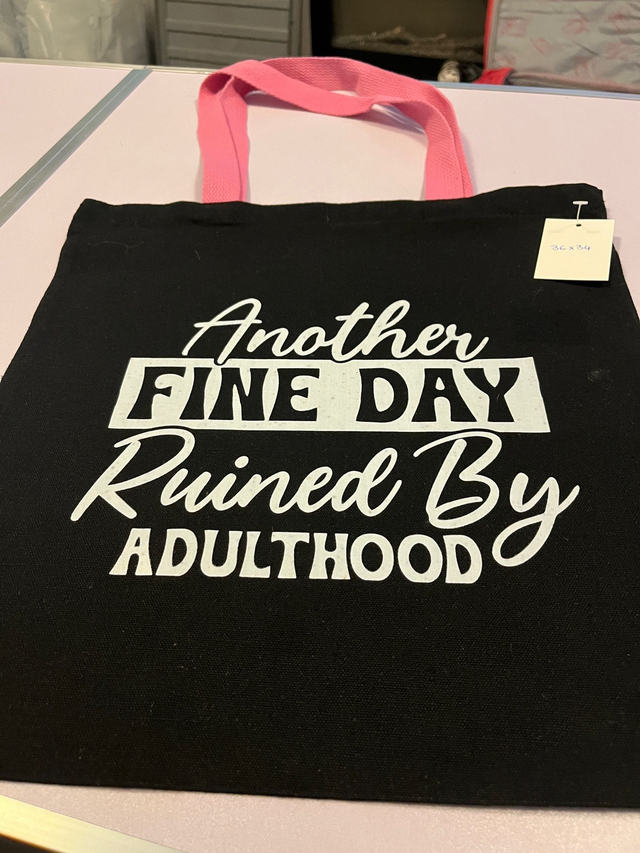 36x34
Another
FINE DAY
Ruined By
ADULTHOOD